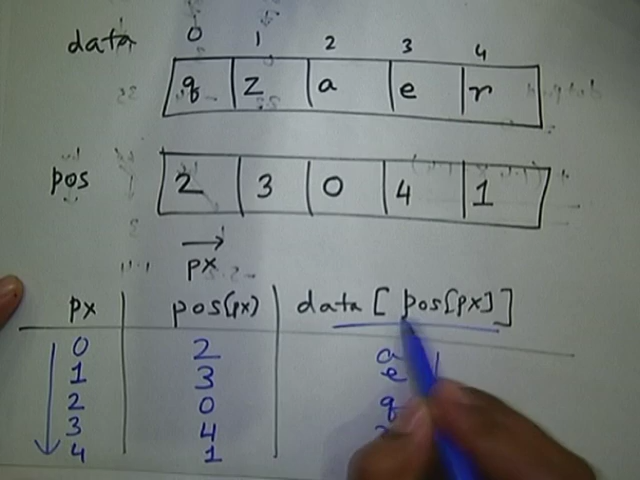 data 0 1 2 3 4
q z a e r
pos 2 3 0 4 1
px
px pos(px) data [ pos[px] ]
0 2 a
1 3 e
2 0 q
3 4
4 1